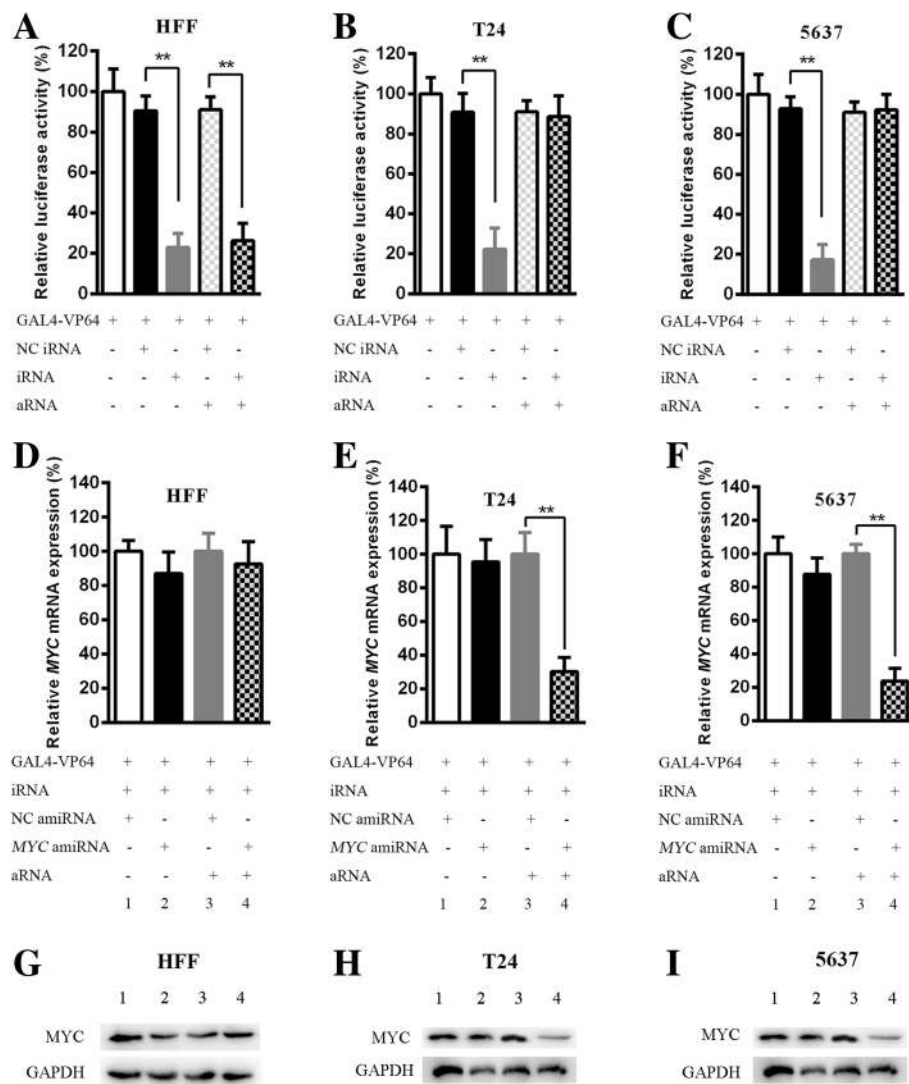 A HFF
Relative luciferase activity (%)
120
100
80
60
40
20
0
** **
GAL4-VP64 + + + + +
NC iRNA - + - + -
iRNA - - + - +
aRNA - - - + +
B T24
Relative luciferase activity (%)
120
100
80
60
40
20
0
**
GAL4-VP64 + + + + +
NC iRNA - + - + -
iRNA - - + - +
aRNA - - - + +
C 5637
Relative luciferase activity (%)
120
100
80
60
40
20
0
**
GAL4-VP64 + + + + +
NC iRNA - + - + -
iRNA - - + - +
aRNA - - - + +
D HFF
Relative MYC mRNA expression (%)
140
120
100
80
60
40
20
0
GAL4-VP64 + + + +
iRNA + + + +
NC amiRNA + - + -
MYC amiRNA - + - +
aRNA - - + +
1 2 3 4
E T24
Relative MYC mRNA expression (%)
140
120
100
80
60
40
20
0
**
GAL4-VP64 + + + +
iRNA + + + +
NC amiRNA + - + -
MYC amiRNA - + - +
aRNA - - + +
1 2 3 4
F 5637
Relative MYC mRNA expression (%)
140
120
100
80
60
40
20
0
**
GAL4-VP64 + + + +
iRNA + + + +
NC amiRNA + - + -
MYC amiRNA - + - +
aRNA - - + +
1 2 3 4
G HFF
1 2 3 4
MYC
GAPDH
H T24
1 2 3 4
MYC
GAPDH
I 5637
1 2 3 4
MYC
GAPDH